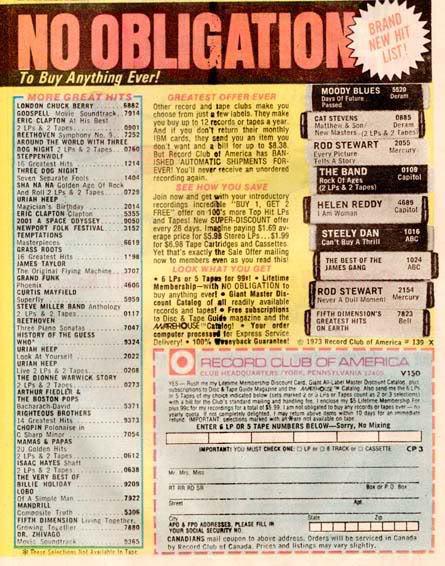 NO OBLIGATION
To Buy Anything Ever!
BRAND
NEW HIT
LIST!
MORE GREAT HITS
LONDON CHUCK BERRY 6882
GODSPELL Movie Soundtrack 7914
ERIC CLAPTON At His Best
2 LPs & 2 Tapes 0901
BEETHOVEN Symphony No. 9 7252
AROUND THE WORLD WITH THREE
DOG NIGHT 2 LPs & 2 Tapes 0760
STEPPENWOLF
16 Greatest Hits 1214
THREE DOG NIGHT
Seven Separate Fools 1404
SHA NA NA Golden Age Of Rock
and Roll 2 LPs & 2 Tapes 0729
URIAH HEEP
Magician's Birthday 2014
ERIC CLAPTON Clapton 5355
2001 A SPACE ODYSSEY 5050
NEWPORT FOLK FESTIVAL 3152
TEMPTATIONS
Masterpieces 6619
GRASS ROOTS
16 Greatest Hits 1198
JAMES TAYLOR
The Original Flying Machine 3707
GRAND FUNK
Phoenix 4606
CURTIS MAYFIELD
Superfly 5959
STEVE MILLER BAND Anthology
2 LPs & 2 Tapes 0117
BEETHOVEN
Three Piano Sonatas 7047
HISTORY OF THE GUESS
WHO* 9324
URIAH HEEP
Look At Yourself 2022
URIAH HEEP
Live 2 LPs & 2 Tapes 0208
THE DIONNE WARWICKE STORY
2 LPs & 2 Tapes 0273
ARTHUR FIEDLER &
THE BOSTON POPS
Bacharach-David 5371
RIGHTEOUS BROTHERS
14 Greatest Hits 9373
CHOPIN Polonaise in
C Sharp Minor 7054
MAMAS & PAPAS
20 Golden Hits
2 LPs & 2 Tapes 0612
ISAAC HAYES Shaft
2 LPs & 2 Tapes 0638
THE VERY BEST OF
BILLIE HOLIDAY 9209
LOBO
Of A Simple Man 7922
MANDRILL
Composite Truth 5306
FIFTH DIMENSION Living Together,
Growing Together 7880
DR. ZHIVAGO
Movie Soundtrack 9365
* These Selections Not Available In Tape
GREATEST OFFER EVER
Other record and tape clubs make you
choose from just a few labels. They make
you buy up to 12 records or tapes a year.
And if you don't return their monthly
IBM cards, they send you an item you
don't want and a bill for up to $8.38.
But Record Club of America has BAN-
ISHED AUTOMATIC SHIPMENTS FOR-
EVER! You'll never receive an unordered
recording again.
SEE HOW YOU SAVE
Join now and get with your introductory
recordings incredible "BUY 1, GET 2
FREE" offer on 100's more Top Hit LPs
and Tapes! New SUPER-DISCOUNT offer
every 28 days. Imagine paying $1.69 av-
erage price for $5.98 Stereo LPs...$1.99
for $6.98 Tape Cartridges and Cassettes.
Yet that's exactly the Sale Offer mailing
now to members even as you read this!
LOOK WHAT YOU GET
• 6 LPs or 5 Tapes for 99¢! • Lifetime
Membership—with NO OBLIGATION to
buy anything ever! • Giant Master Dis-
count Catalog of all readily available
records and tapes! • Free subscriptions
to Disc & Tape Guide magazine and the
WAREHOUSE™ Catalog! • Your order
computer processed for Express Service
Delivery! • 100% Moneyback Guarantee!
MOODY BLUES 5520
Days Of Future Deram
Passed
CAT STEVENS 0885
Matthew & Son/ Deram
New Masters (2 LPs & 2 Tapes)
ROD STEWART 2055
Every Picture Mercury
Tells A Story
THE BAND 0109
Rock Of Ages Capitol
(2 LPs & 2 Tapes)
HELEN REDDY 4689
I Am Woman Capitol
STEELY DAN 1016
Can't Buy A Thrill ABC
THE BEST OF THE 1024
JAMES GANG ABC
ROD STEWART 2154
Never A Dull Moment Mercury
FIFTH DIMENSION'S 7823
GREATEST HITS Bell
ON EARTH
© 1973 Record Club of America 139 X
RECORD CLUB OF AMERICA
CLUB HEADQUARTERS / YORK, PENNSYLVANIA 17405
V150
YES — Rush me my Lifetime Membership Discount Card, Giant All-Label Master Discount Catalog, plus
subscriptions to Disc & Tape Guide Magazine and the WAREHOUSE™ Catalog. Also send me the 6 LPs
or 5 Tapes of my choice indicated below (sets marked 2 or 3 LPs or Tapes count as 2 or 3 selections)
with a bill for the Club's standard mailing and handling fee. I enclose my $5 Lifetime Membership Fee
plus 99¢ for my recordings for a total of $5.99. I am not obligated to buy any records or tapes ever — no
yearly quota. If not completely delighted, I may return above items within 10 days for an immediate
refund. IMPORTANT selections marked with an * are not available on tape.
ENTER 6 LP OR 5 TAPE NUMBERS BELOW—Sorry, No Mixing
IMPORTANT: YOU MUST CHECK ONE: LP or 8 TRACK or CASSETTE CP 3
Mr. Mrs. Miss
RT RR RD SR Box or P.O. Box
Street Apt.
City State Zip
APO & FPO ADDRESSES, PLEASE FILL IN
YOUR SOCIAL SECURITY NO.
CANADIANS mail coupon to above address. Orders will be serviced in Canada
by Record Club of Canada. Prices and listings may vary slightly.